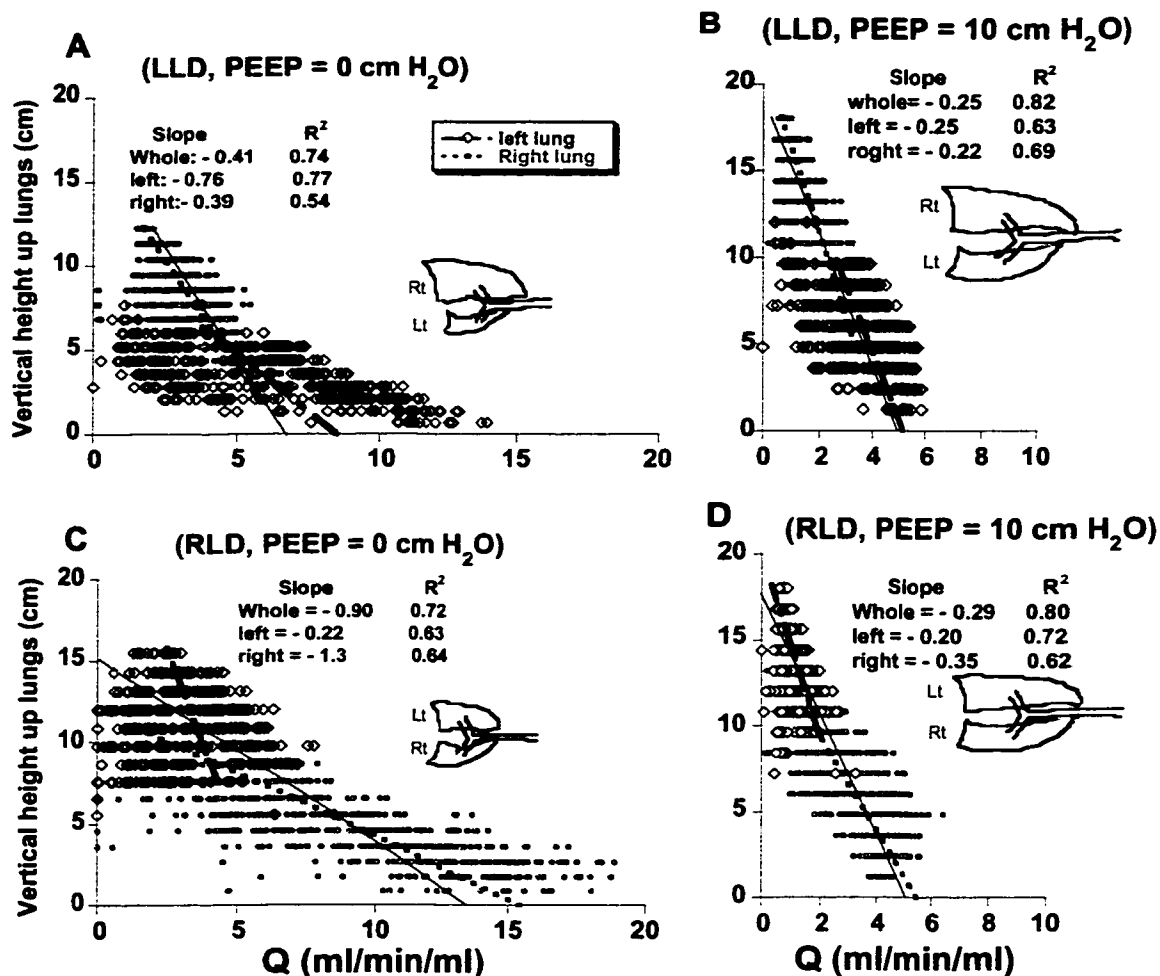 A
(LLD, PEEP = 0 cm H2O)
Vertical height up lungs (cm)
20
15
10
5
0
Slope R2
Whole: - 0.41 0.74
left: - 0.76 0.77
right:- 0.39 0.54
left lung
Right lung
Rt
Lt
0 5 10 15 20
B
(LLD, PEEP = 10 cm H2O)
20
15
10
5
0
Slope R2
whole= - 0.25 0.82
left = - 0.25 0.63
roght = - 0.22 0.69
Rt
Lt
0 2 4 6 8 10
C
(RLD, PEEP = 0 cm H2O)
Vertical height up lungs (cm)
20
15
10
5
0
Slope R2
Whole = - 0.90 0.72
left = - 0.22 0.63
right = - 1.3 0.64
Lt
Rt
0 5 10 15 20
Q (ml/min/ml)
D
(RLD, PEEP = 10 cm H2O)
20
15
10
5
0
Slope R2
Whole = - 0.29 0.80
left = - 0.20 0.72
right = - 0.35 0.62
Lt
Rt
0 2 4 6 8 10
Q (ml/min/ml)